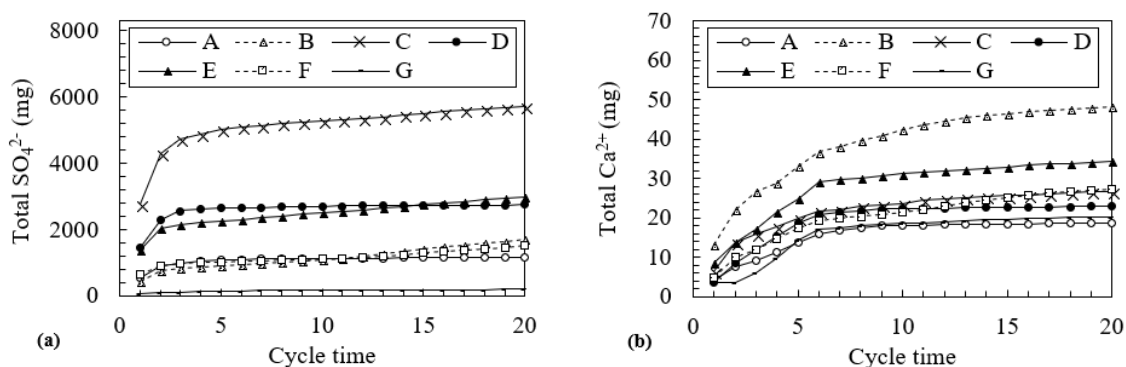 Total SO₄²⁻ (mg)
8000
6000
4000
2000
0
A
B
C
D
E
F
G
0
5
10
15
20
Cycle time
(a)
Total Ca²⁺ (mg)
70
60
50
40
30
20
10
0
A
B
C
D
E
F
G
0
5
10
15
20
Cycle time
(b)